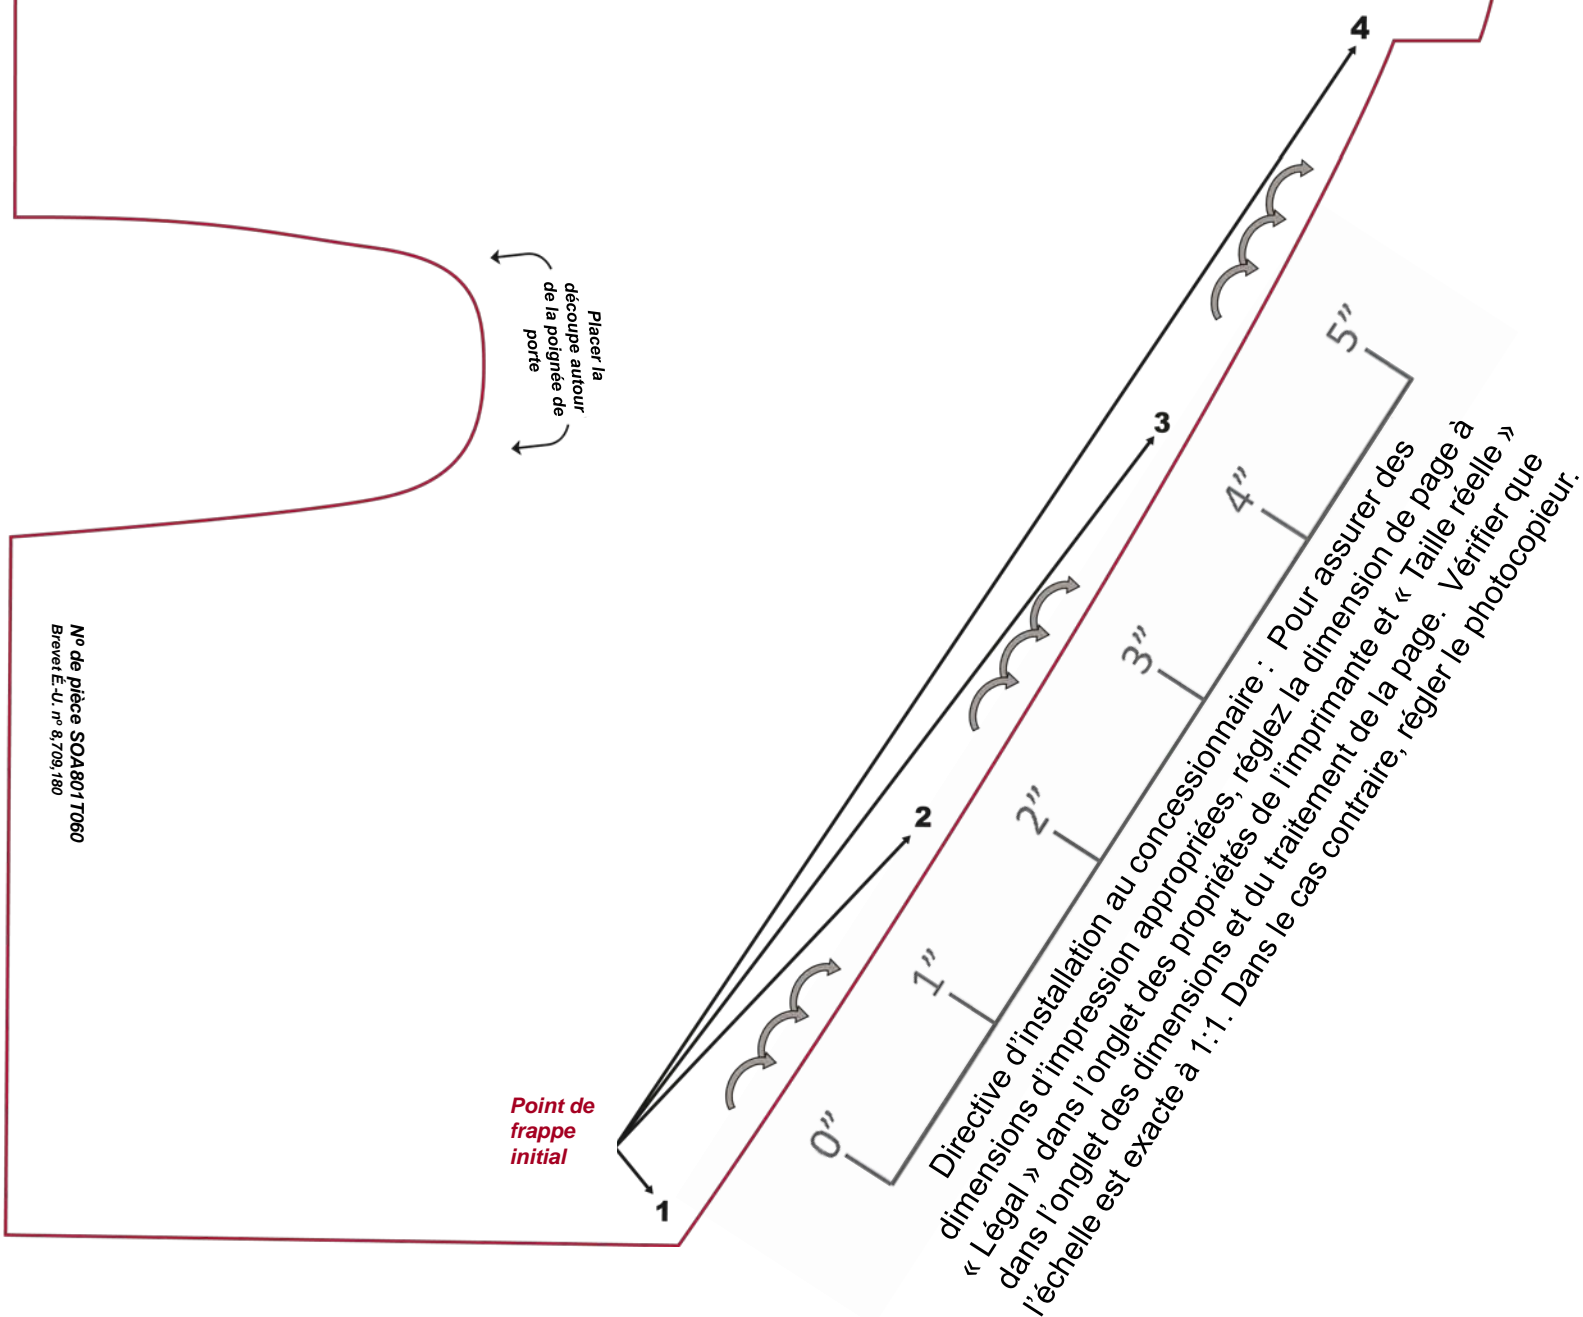 4
Placer la
découpe autour
de la poignée de
porte
3
5”
4”
3”
2”
1”
0”
2
Nº de pièce SOA801T060
Brevet É.-U. nº 8,709,180
Point de
frappe
initial
1
Directive d’installation au concessionnaire : Pour assurer des
dimensions d’impression appropriées, réglez la dimension de page à
« Légal » dans l’onglet des propriétés de l’imprimante et « Taille réelle »
dans l’onglet des dimensions et du traitement de la page. Vérifier que
l’échelle est exacte à 1:1. Dans le cas contraire, régler le photocopieur.